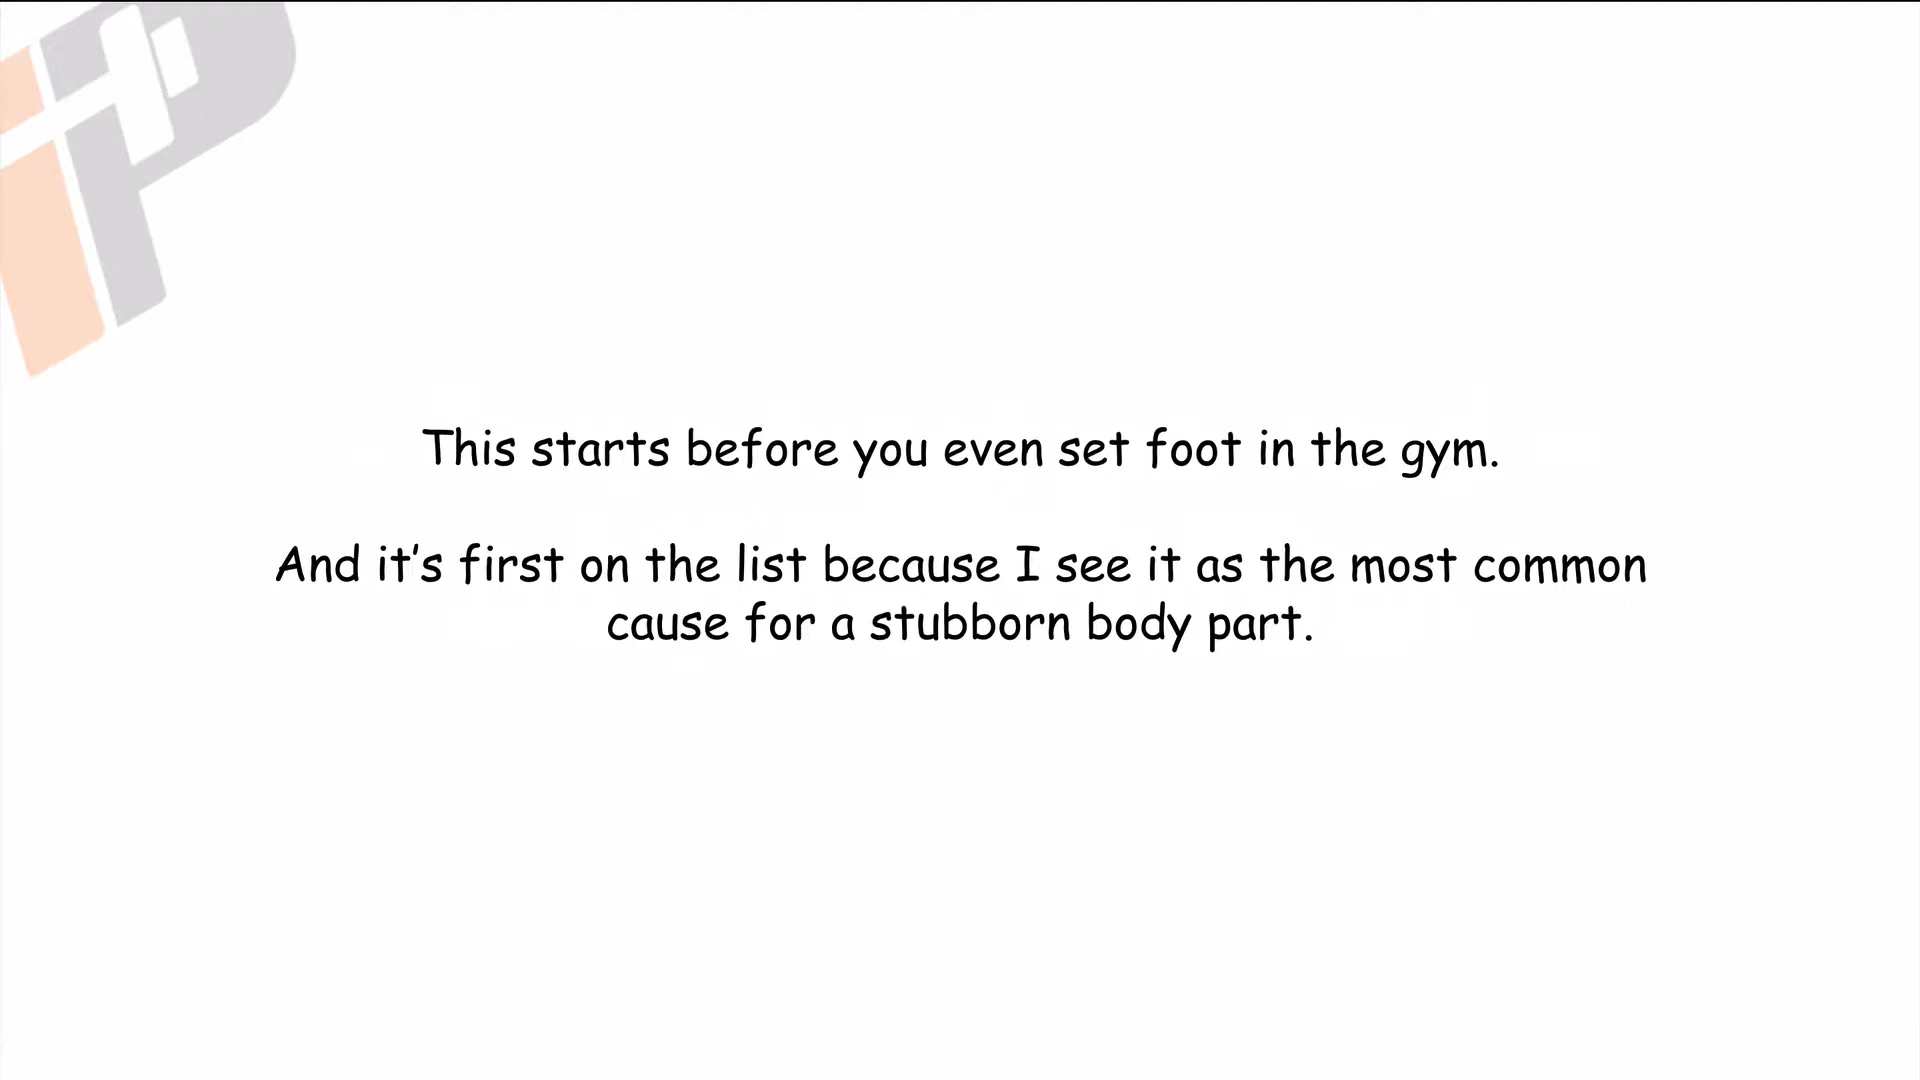 This starts before you even set foot in the gym.
And it's first on the list because I see it as the most common
cause for a stubborn body part.